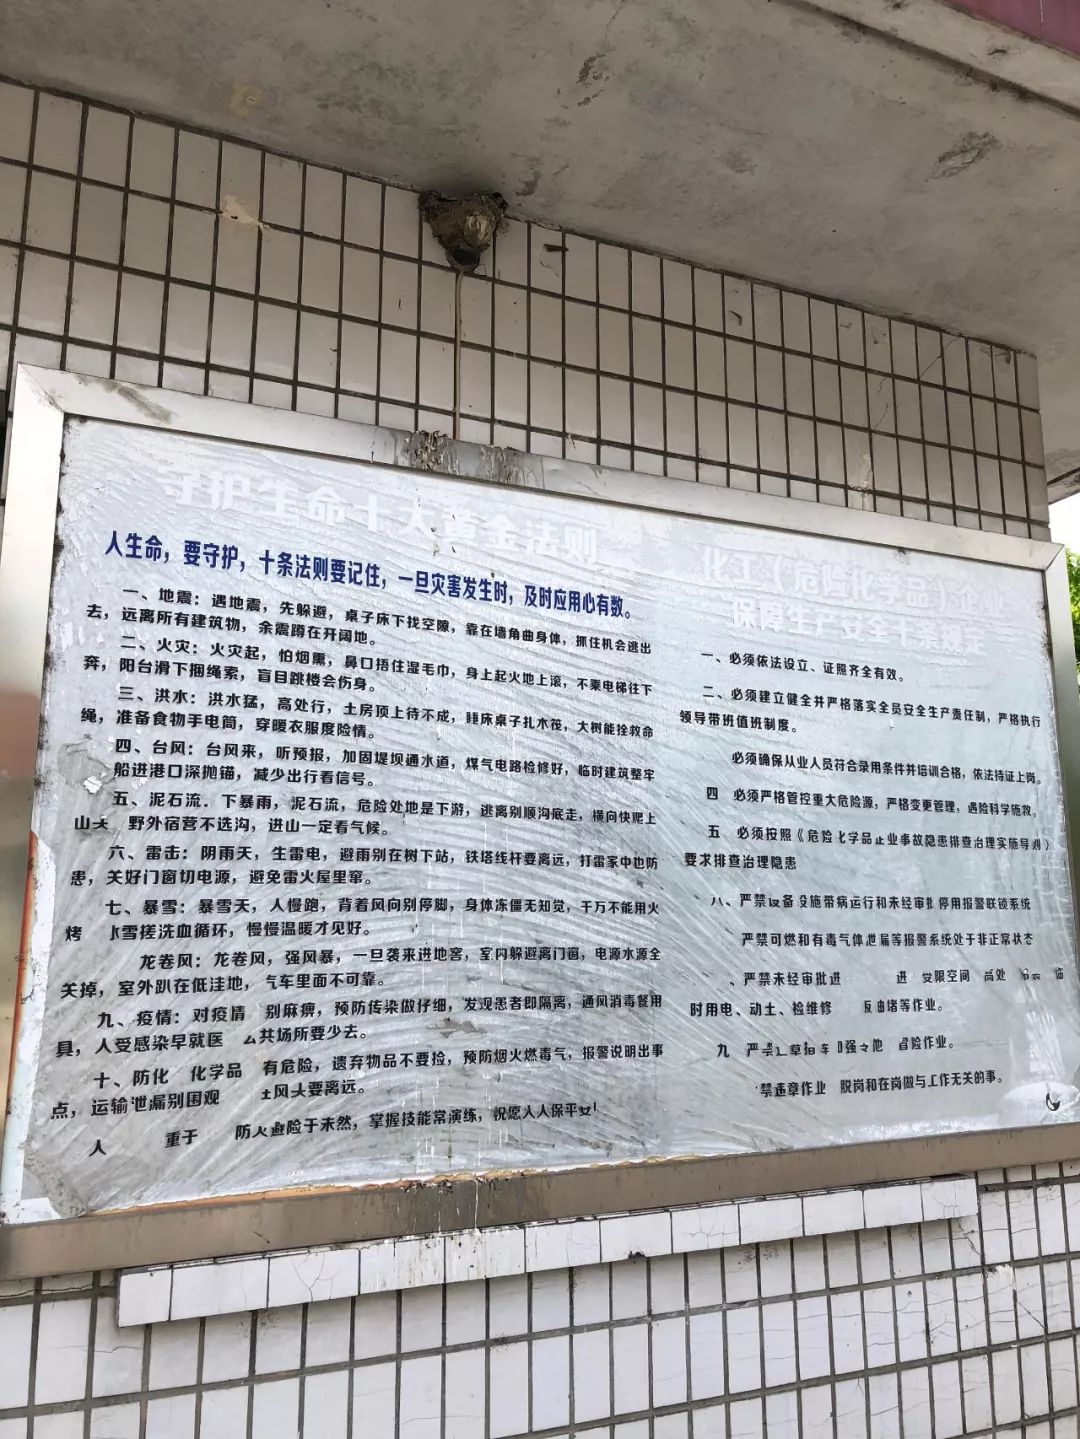 守护生命十大黄金法则
人生命，要守护，十条法则要记住，一旦灾害发生时，及时应用心有数。
一、地震：遇地震，先躲避，桌子床下找空隙，靠在墙角曲身体，抓住机会逃出
去，远离所有建筑物，余震蹲在开阔地。
二、火灾：火灾起，怕烟熏，鼻口捂住湿毛巾，身上起火地上滚，不乘电梯往下
奔，阳台滑下捆绳索，盲目跳楼会伤身。
三、洪水：洪水猛，高处行，土房顶上待不成，睡床桌子扎木筏，大树能拴救命
绳，准备食物手电筒，穿暖衣服度险情。
四、台风：台风来，听预报，加固堤坝通水道，煤气电路检修好，临时建筑整牢
船进港口深抛锚，减少出行看信号。
五、泥石流．下暴雨，泥石流，危险处地是下游，逃离别顺沟底走，横向快爬上
山 野外宿营不选沟，进山一定看气候。
六、雷击：阴雨天，生雷电，避雨别在树下站，铁塔线杆要离远，打雷家中也防
患，关好门窗切电源，避免雷火屋里窜。
七、暴雪：暴雪天，人慢跑，背着风向别停脚，身体冻僵无知觉，千万不能用火
烤 冰雪搓洗血循环，慢慢温暖才见好。
龙卷风：龙卷风，强风暴，一旦袭来进地窖，室内躲避离门窗，电源水源全
关掉，室外趴在低洼地，汽车里面不可靠。
九、疫情：对疫情 别麻痹，预防传染做仔细，发现患者即隔离，通风消毒餐用
具，人受感染早就医 公共场所要少去。
十、防化 化学品 有危险，遗弃物品不要捡，预防烟火燃毒气，报警说明出事
点，运输泄漏别围观 风头要离远。
人 重于 防火避险于未然，掌握技能常演练，祝愿人人保平安
保障生产安全十条规
一、必须依法设立、证照齐全有效。
二、必须建立健全并严格落实全员安全生产责任制，严格执行
领导带班值班制度。
必须确保从业人员符合录用条件并培训合格，依法持证上岗。
四 必须严格管控重大危险源，严格变更管理，遇险科学施救。
五 必须按照《危险化学品企业事故隐患排查治理实施导则》
要求排查治理隐患
八、严禁设备设施带病运行和未经审批停用报警联锁系统
严禁可燃和有毒气体泄漏等报警系统处于非正常状态
、严禁未经审批进 进 受限空间 高处 临
时用电、动土、检维修 盲堵等作业。
九 严禁违章指挥和强令他 冒险作业。
禁违章作业 脱岗和在岗做与工作无关的事。